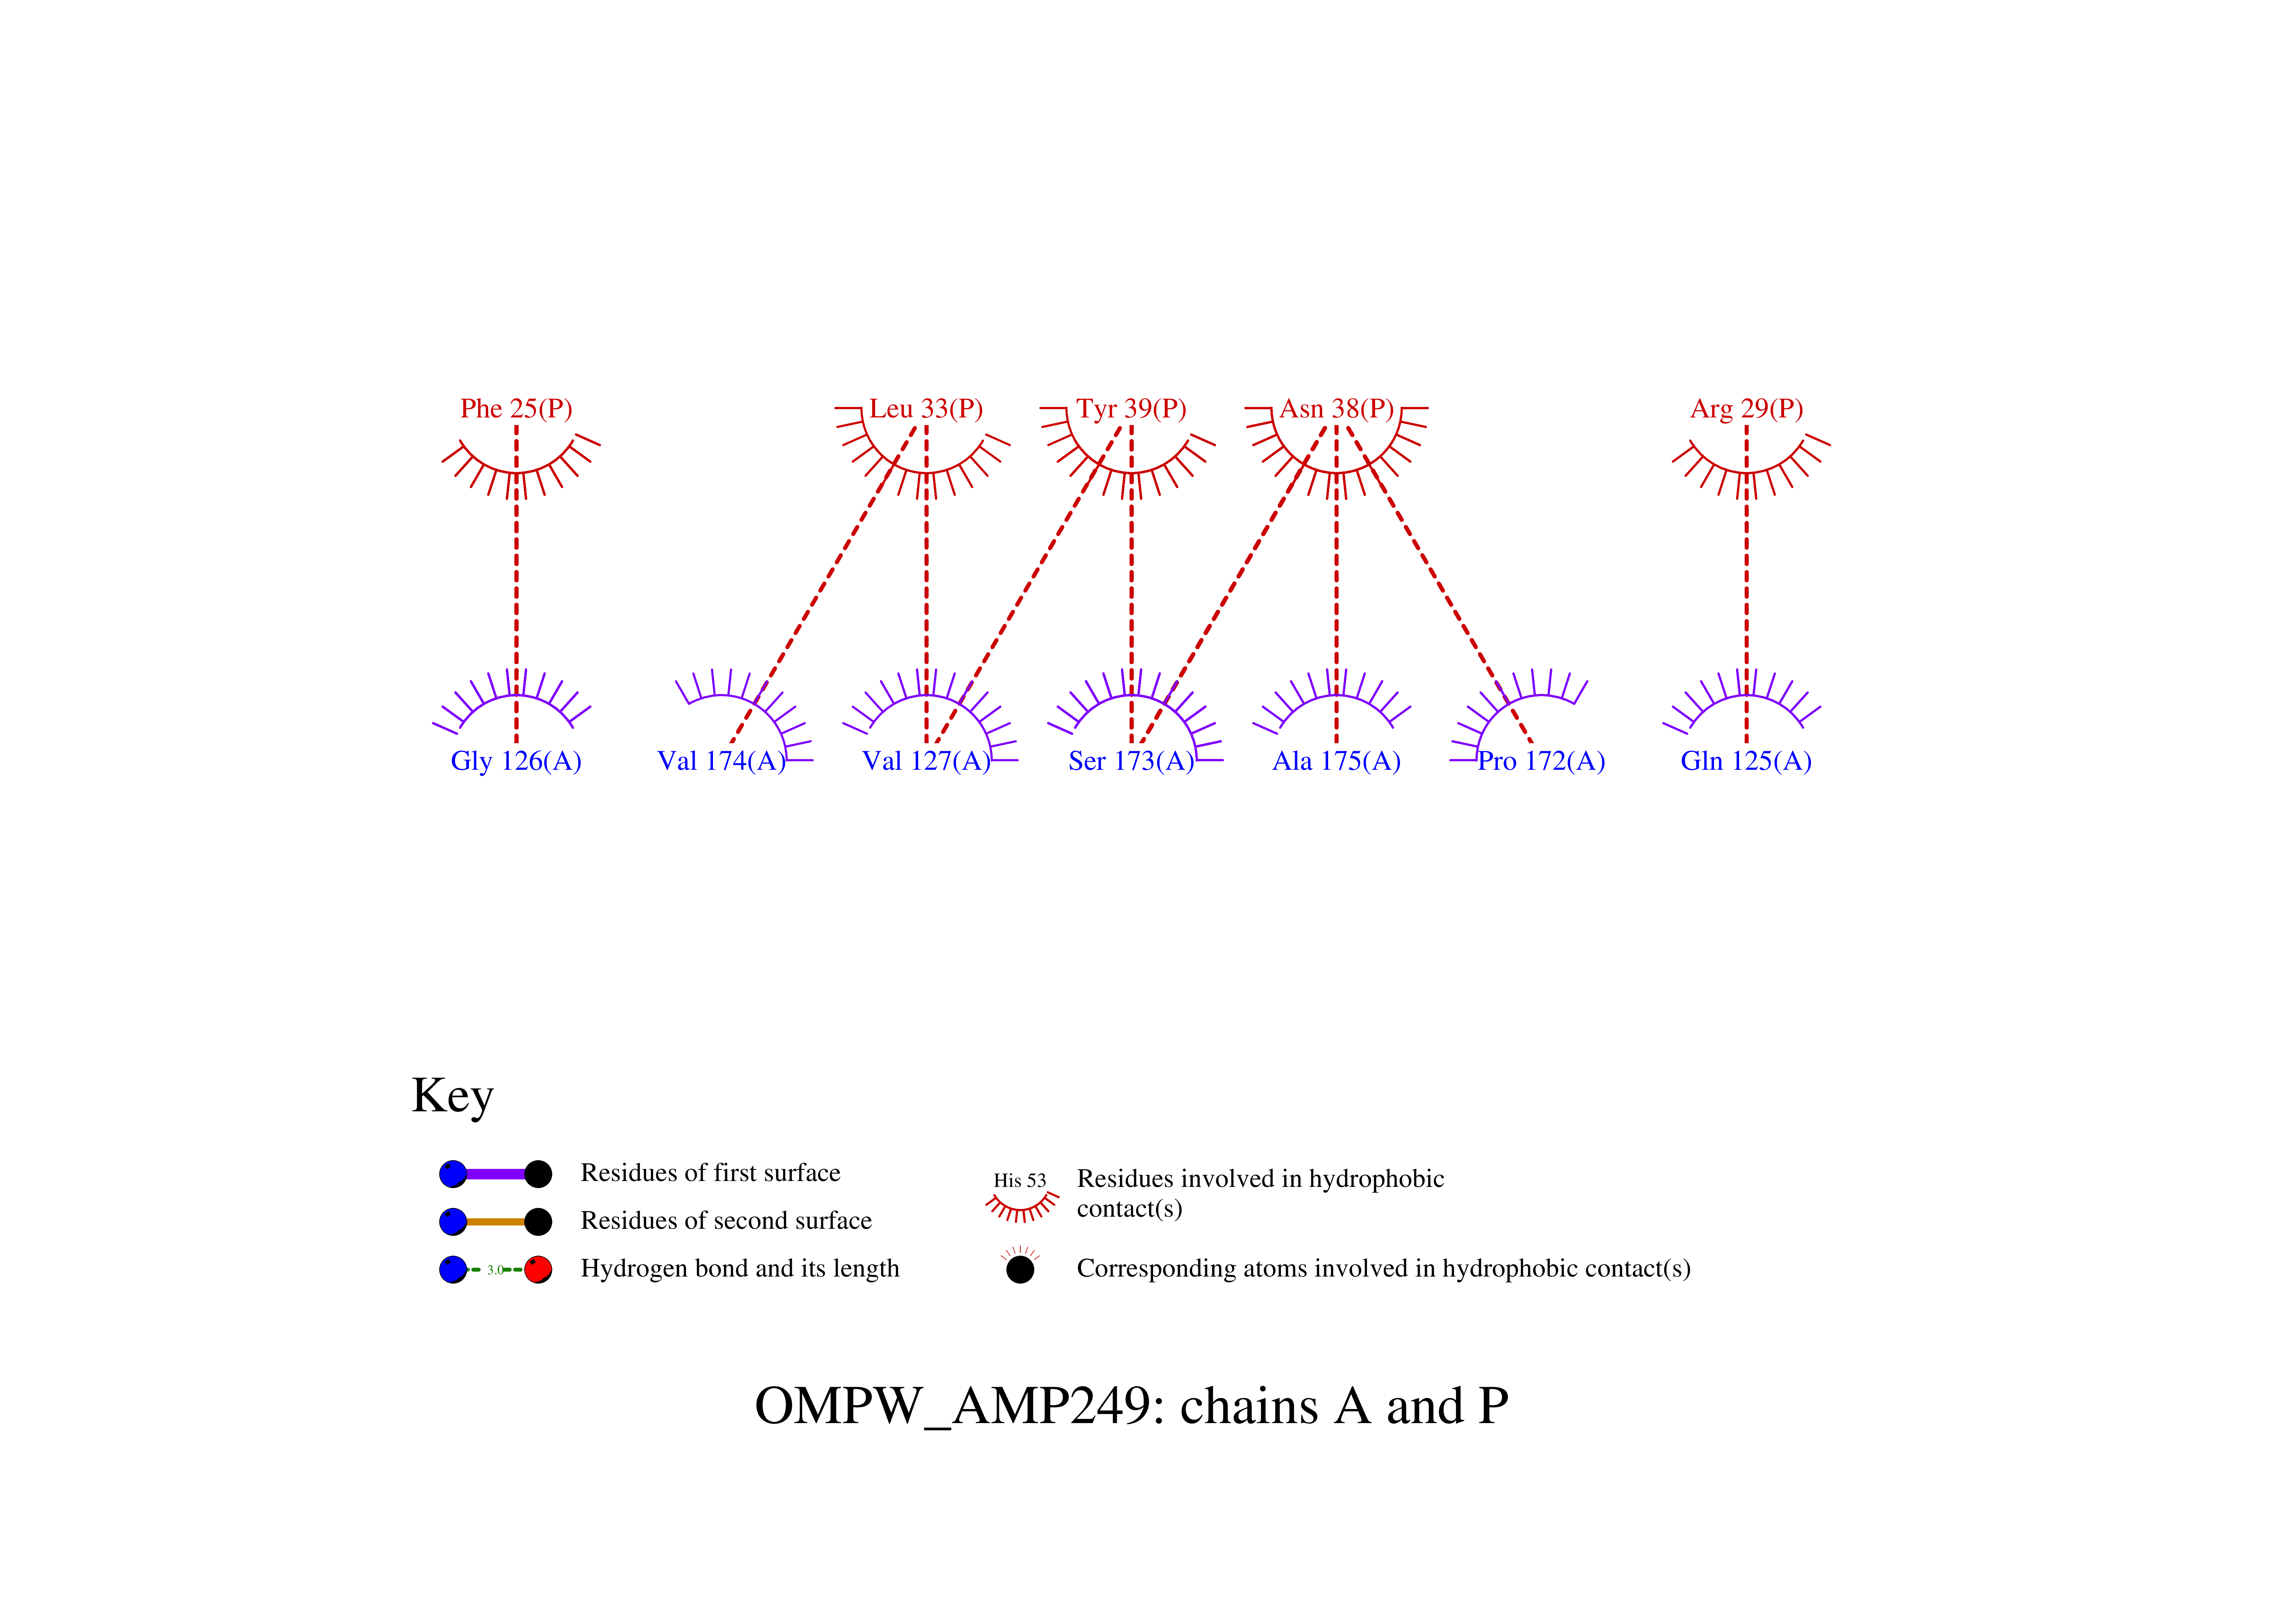 Phe 25(P) Leu 33(P) Tyr 39(P) Asn 38(P) Arg 29(P)
Gly 126(A) Val 174(A) Val 127(A) Ser 173(A) Ala 175(A) Pro 172(A) Gln 125(A)
Key
Residues of first surface
Residues of second surface
3.0 Hydrogen bond and its length
His 53 Residues involved in hydrophobic
contact(s)
Corresponding atoms involved in hydrophobic contact(s)
OMPW_AMP249: chains A and P